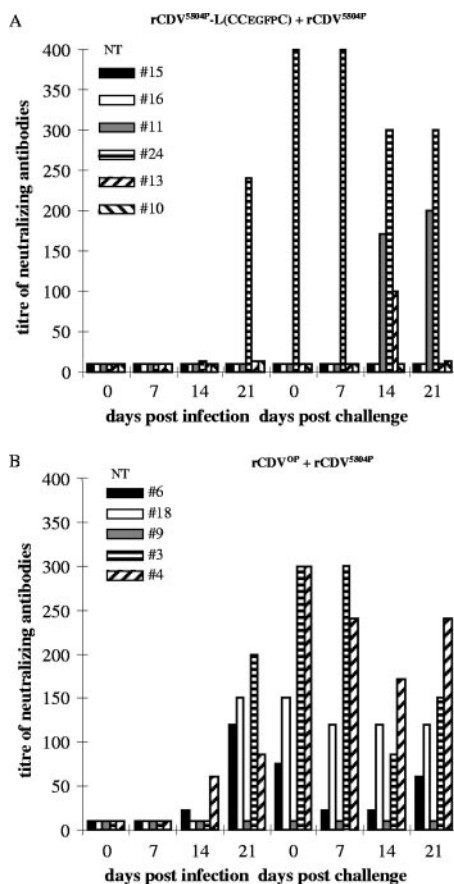 A
rCDV5804P-L(CCEGFPC) + rCDV5804P
NT
#15
#16
#11
#24
#13
#10
titre of neutralizing antibodies
400
350
300
250
200
150
100
50
0
0 7 14 21 0 7 14 21
days post infection days post challenge
B
rCDVOP + rCDV5804P
NT
#6
#18
#9
#3
#4
titre of neutralizing antibodies
400
350
300
250
200
150
100
50
0
0 7 14 21 0 7 14 21
days post infection days post challenge